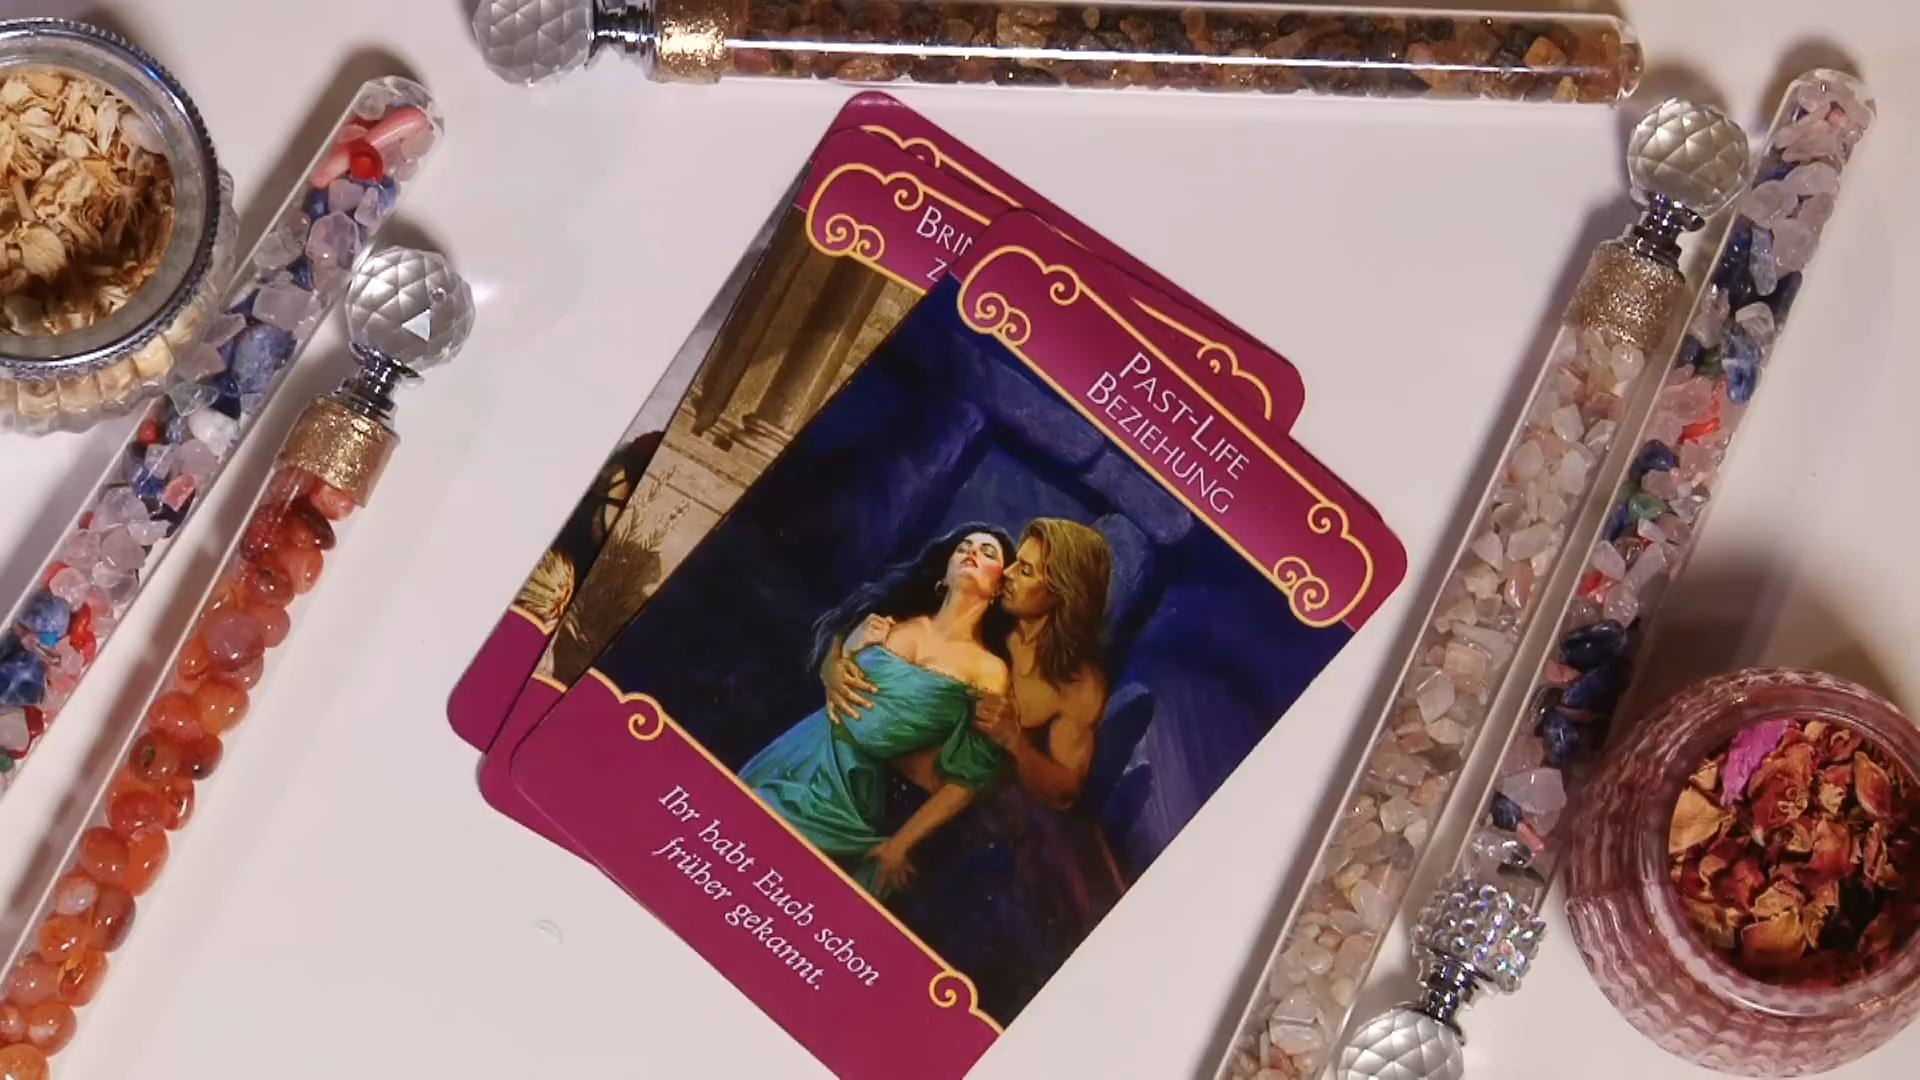 PAST-LIFE
BEZIEHUNG
Ihr habt Euch schon
früher gekannt.